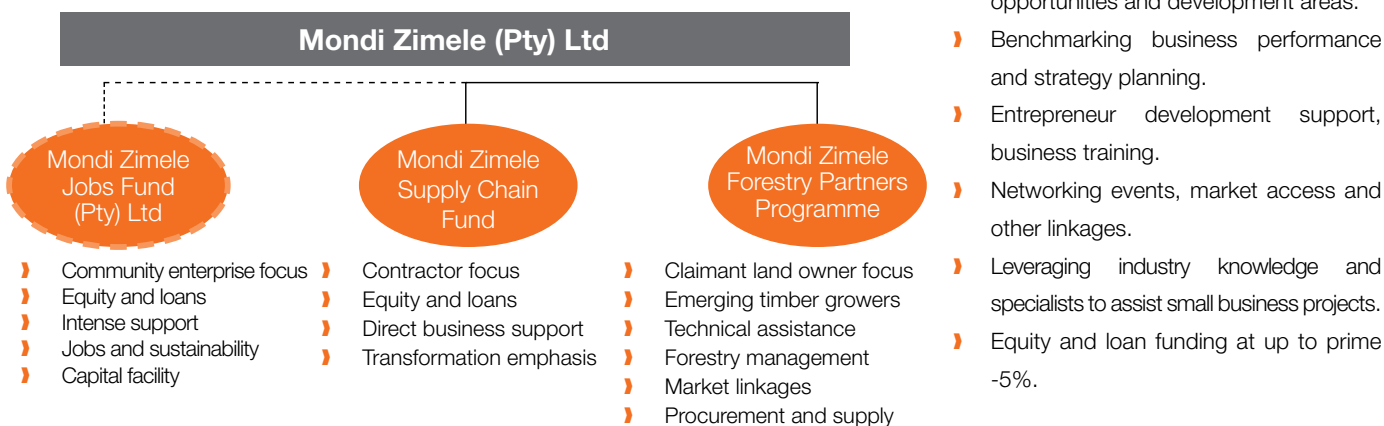 Mondi Zimele (Pty) Ltd
Mondi Zimele
Jobs Fund
(Pty) Ltd
Mondi Zimele
Supply Chain
Fund
Mondi Zimele
Forestry Partners
Programme
Community enterprise focus
Equity and loans
Intense support
Jobs and sustainability
Capital facility
Contractor focus
Equity and loans
Direct business support
Transformation emphasis
Claimant land owner focus
Emerging timber growers
Technical assistance
Forestry management
Market linkages
Procurement and supply
opportunities and development areas.
Benchmarking business performance
and strategy planning.
Entrepreneur development support,
business training.
Networking events, market access and
other linkages.
Leveraging industry knowledge and
specialists to assist small business projects.
Equity and loan funding at up to prime
-5%.